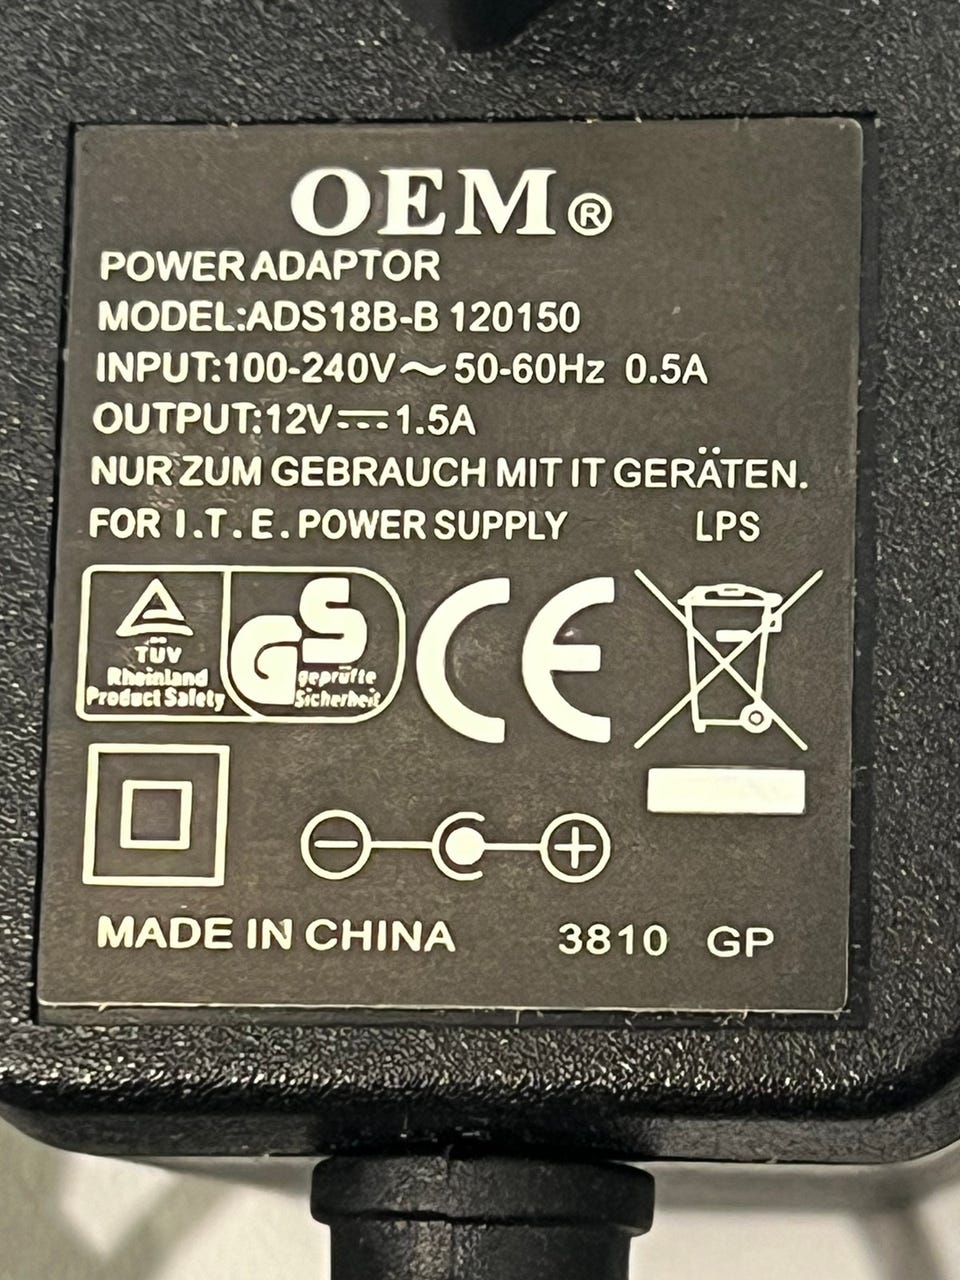 OEM®
POWER ADAPTOR
MODEL:ADS18B-B 120150
INPUT:100-240V～50-60Hz 0.5A
OUTPUT:12V⎓1.5A
NUR ZUM GEBRAUCH MIT IT GERÄTEN.
FOR I.T.E. POWER SUPPLY LPS
TÜV
Rheinland
Product Safety
GS
geprüfte
Sicherheit
CE
MADE IN CHINA 3810 GP